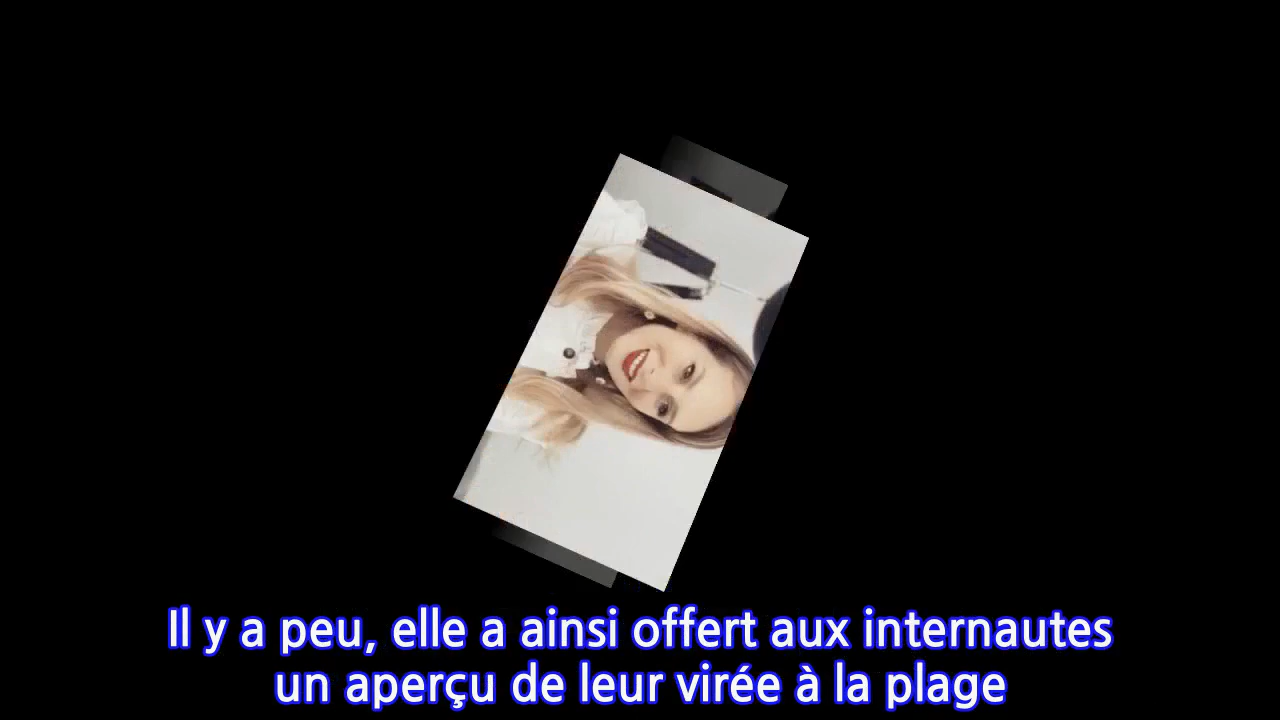 Il y a peu, elle a ainsi offert aux internautes
un aperçu de leur virée à la plage